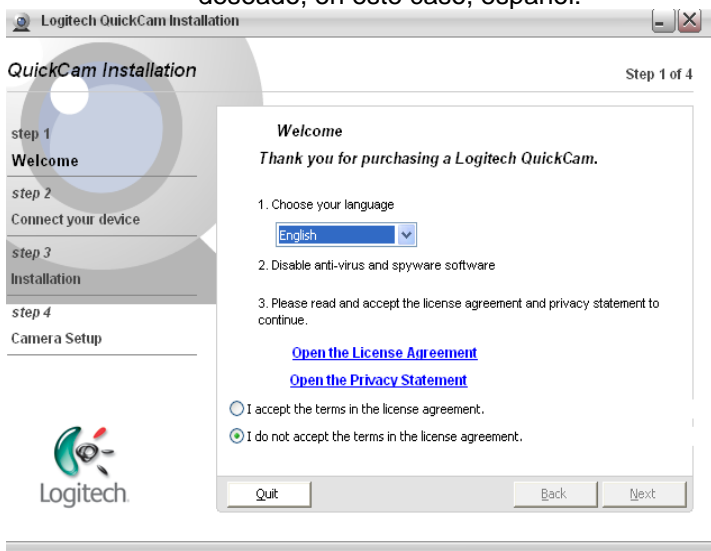 deseado, en este caso, español.
Logitech QuickCam Installation
QuickCam Installation
Step 1 of 4
step 1
Welcome
step 2
Connect your device
step 3
Installation
step 4
Camera Setup
Logitech
Welcome
Thank you for purchasing a Logitech QuickCam.
1. Choose your language
English
2. Disable anti-virus and spyware software
3. Please read and accept the license agreement and privacy statement to
continue.
Open the License Agreement
Open the Privacy Statement
I accept the terms in the license agreement.
I do not accept the terms in the license agreement.
Quit
Back
Next